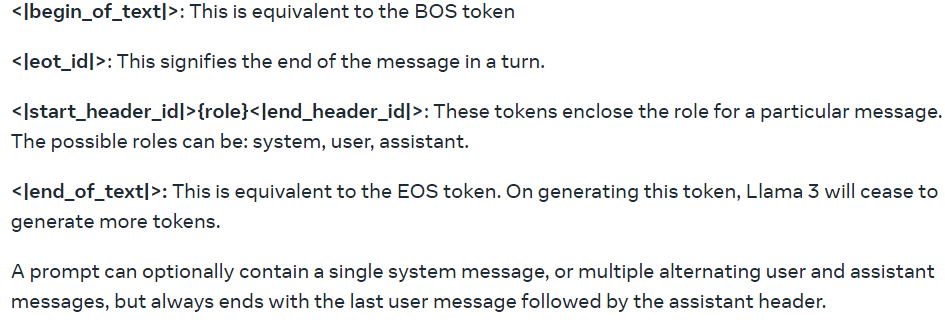 <|begin_of_text|>: This is equivalent to the BOS token
<|eot_id|>: This signifies the end of the message in a turn.
<|start_header_id|>{role}<|end_header_id|>: These tokens enclose the role for a particular message.
The possible roles can be: system, user, assistant.
<|end_of_text|>: This is equivalent to the EOS token. On generating this token, Llama 3 will cease to
generate more tokens.
A prompt can optionally contain a single system message, or multiple alternating user and assistant
messages, but always ends with the last user message followed by the assistant header.